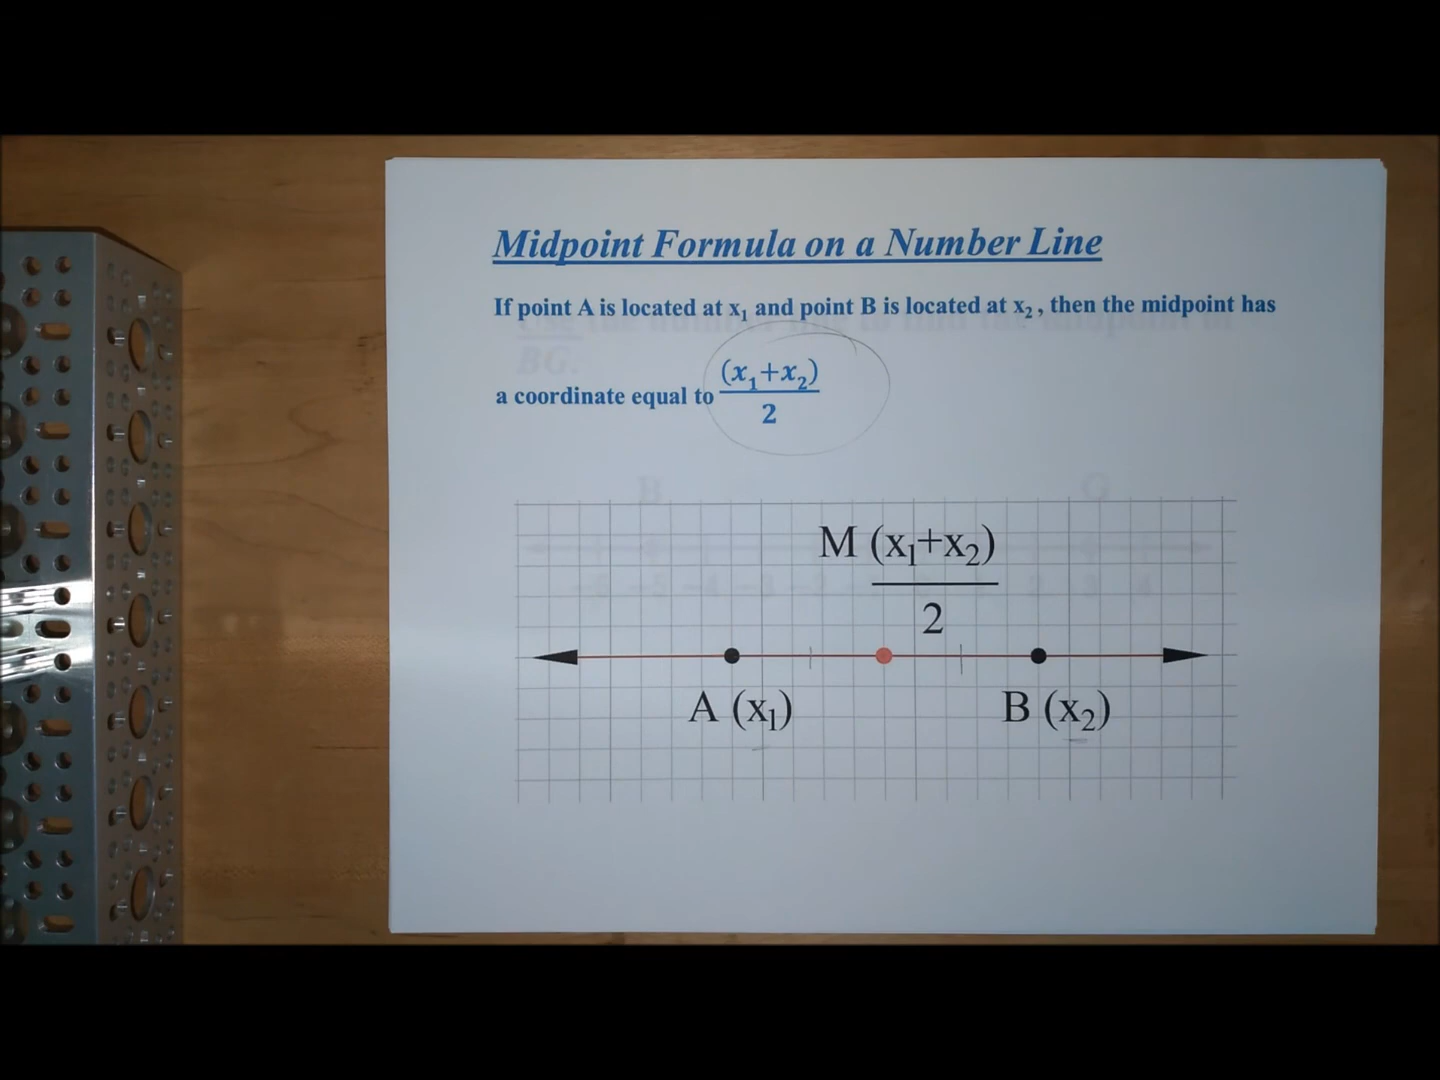 Midpoint Formula on a Number Line
If point A is located at x₁ and point B is located at x₂, then the midpoint has
a coordinate equal to (x₁+x₂)/2
M (x₁+x₂)
2
A (x₁) B (x₂)